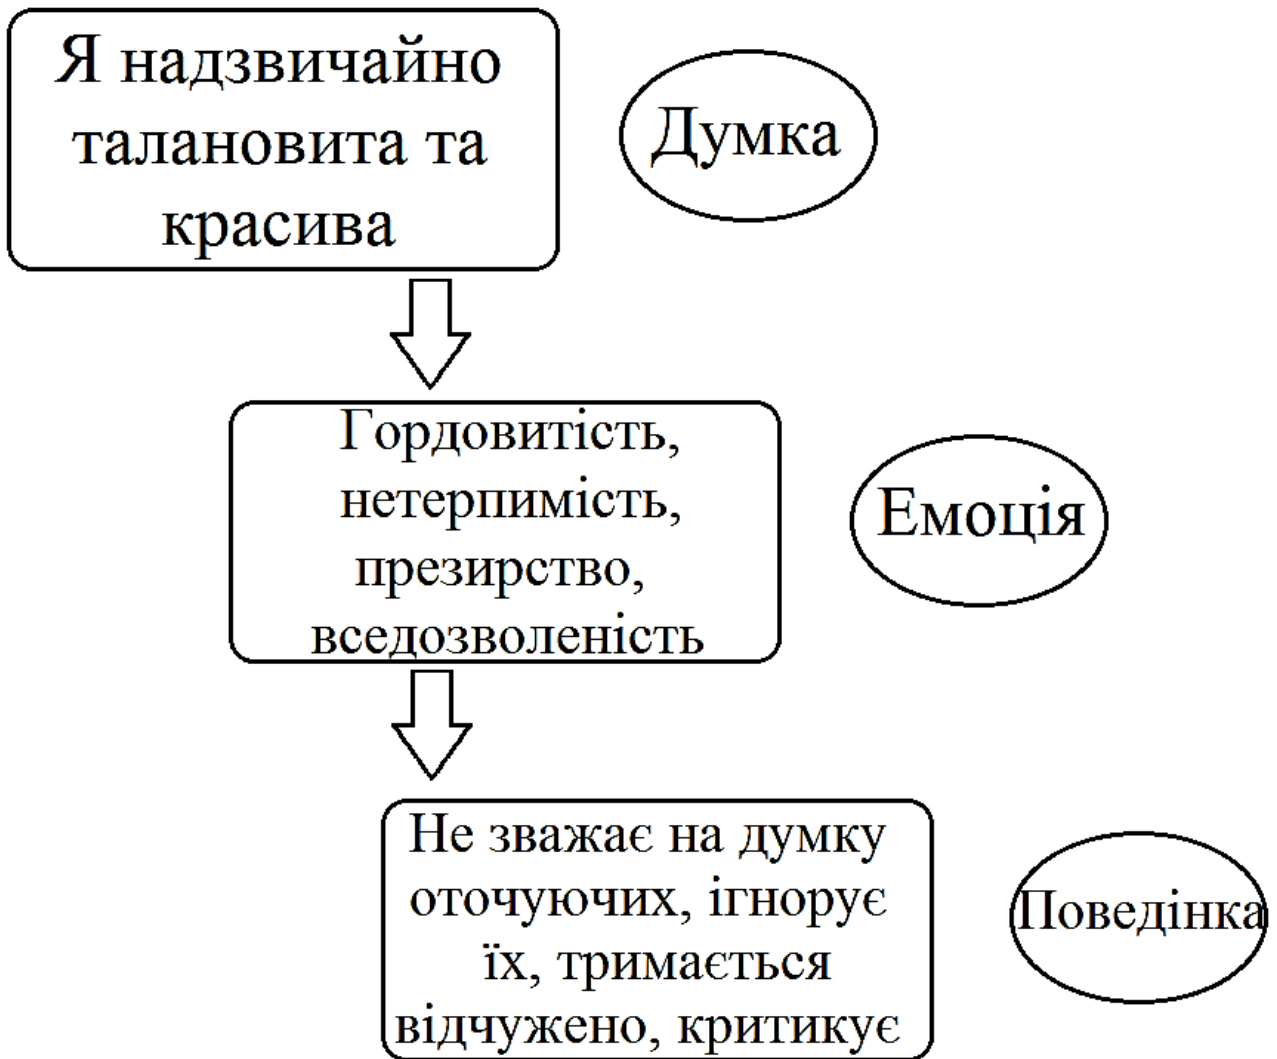 Я надзвичайно
талановита та
красива
Думка
Гордовитість,
нетерпимість,
презирство,
вседозволеність
Емоція
Не зважає на думку
оточуючих, ігнорує
їх, тримається
відчужено, критикує
Поведінка